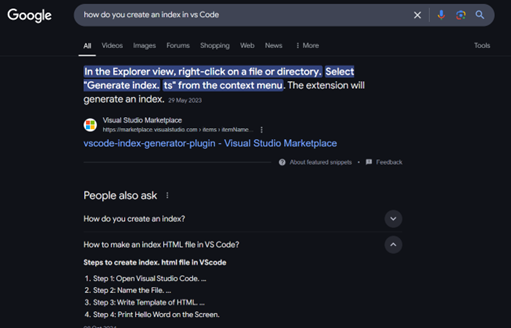 Google
how do you create an index in vs Code
All Videos Images Forums Shopping Web News More
Tools
In the Explorer view, right-click on a file or directory. Select
"Generate index. ts" from the context menu. The extension will
generate an index. 29 May 2023
Visual Studio Marketplace
https://marketplace.visualstudio.com › items › itemName...
vscode-index-generator-plugin - Visual Studio Marketplace
About featured snippets • Feedback
People also ask
How do you create an index?
How to make an index HTML file in VS Code?
Steps to create index. html file in VScode
1. Step 1: Open Visual Studio Code. ...
2. Step 2: Name the File. ...
3. Step 3: Write Template of HTML. ...
4. Step 4: Print Hello Word on the Screen.